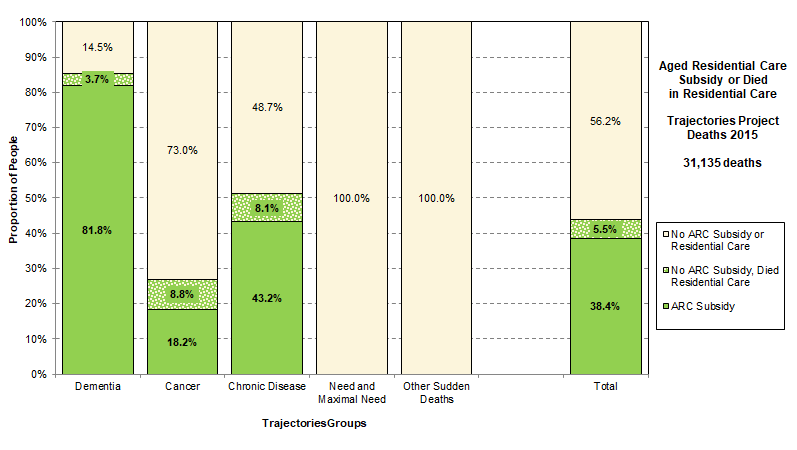 100%
90%
80%
70%
60%
50%
40%
30%
20%
10%
0%
Proportion of People
14.5%
3.7%
81.8%
73.0%
8.8%
18.2%
48.7%
8.1%
43.2%
100.0%
100.0%
56.2%
5.5%
38.4%
Dementia
Cancer
Chronic Disease
Need and
Maximal Need
Other Sudden
Deaths
Total
TrajectoriesGroups
Aged Residential Care
Subsidy or Died
in Residential Care
Trajectories Project
Deaths 2015
31,135 deaths
No ARC Subsidy or
Residential Care
No ARC Subsidy, Died
Residential Care
ARC Subsidy